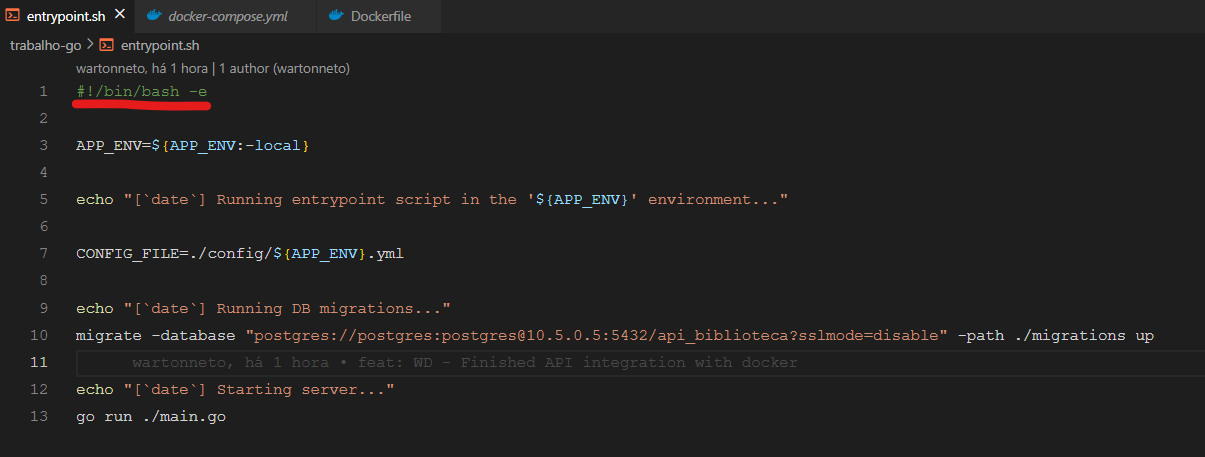 entrypoint.sh docker-compose.yml Dockerfile
trabalho-go > entrypoint.sh
wartonneto, há 1 hora | 1 author (wartonneto)
1 #!/bin/bash -e
2
3 APP_ENV=${APP_ENV:-local}
4
5 echo "[`date`] Running entrypoint script in the '${APP_ENV}' environment..."
6
7 CONFIG_FILE=./config/${APP_ENV}.yml
8
9 echo "[`date`] Running DB migrations..."
10 migrate -database "postgres://postgres:postgres@10.5.0.5:5432/api_biblioteca?sslmode=disable" -path ./migrations up
11 wartonneto, há 1 hora • feat: WD - Finished API integration with docker
12 echo "[`date`] Starting server..."
13 go run ./main.go